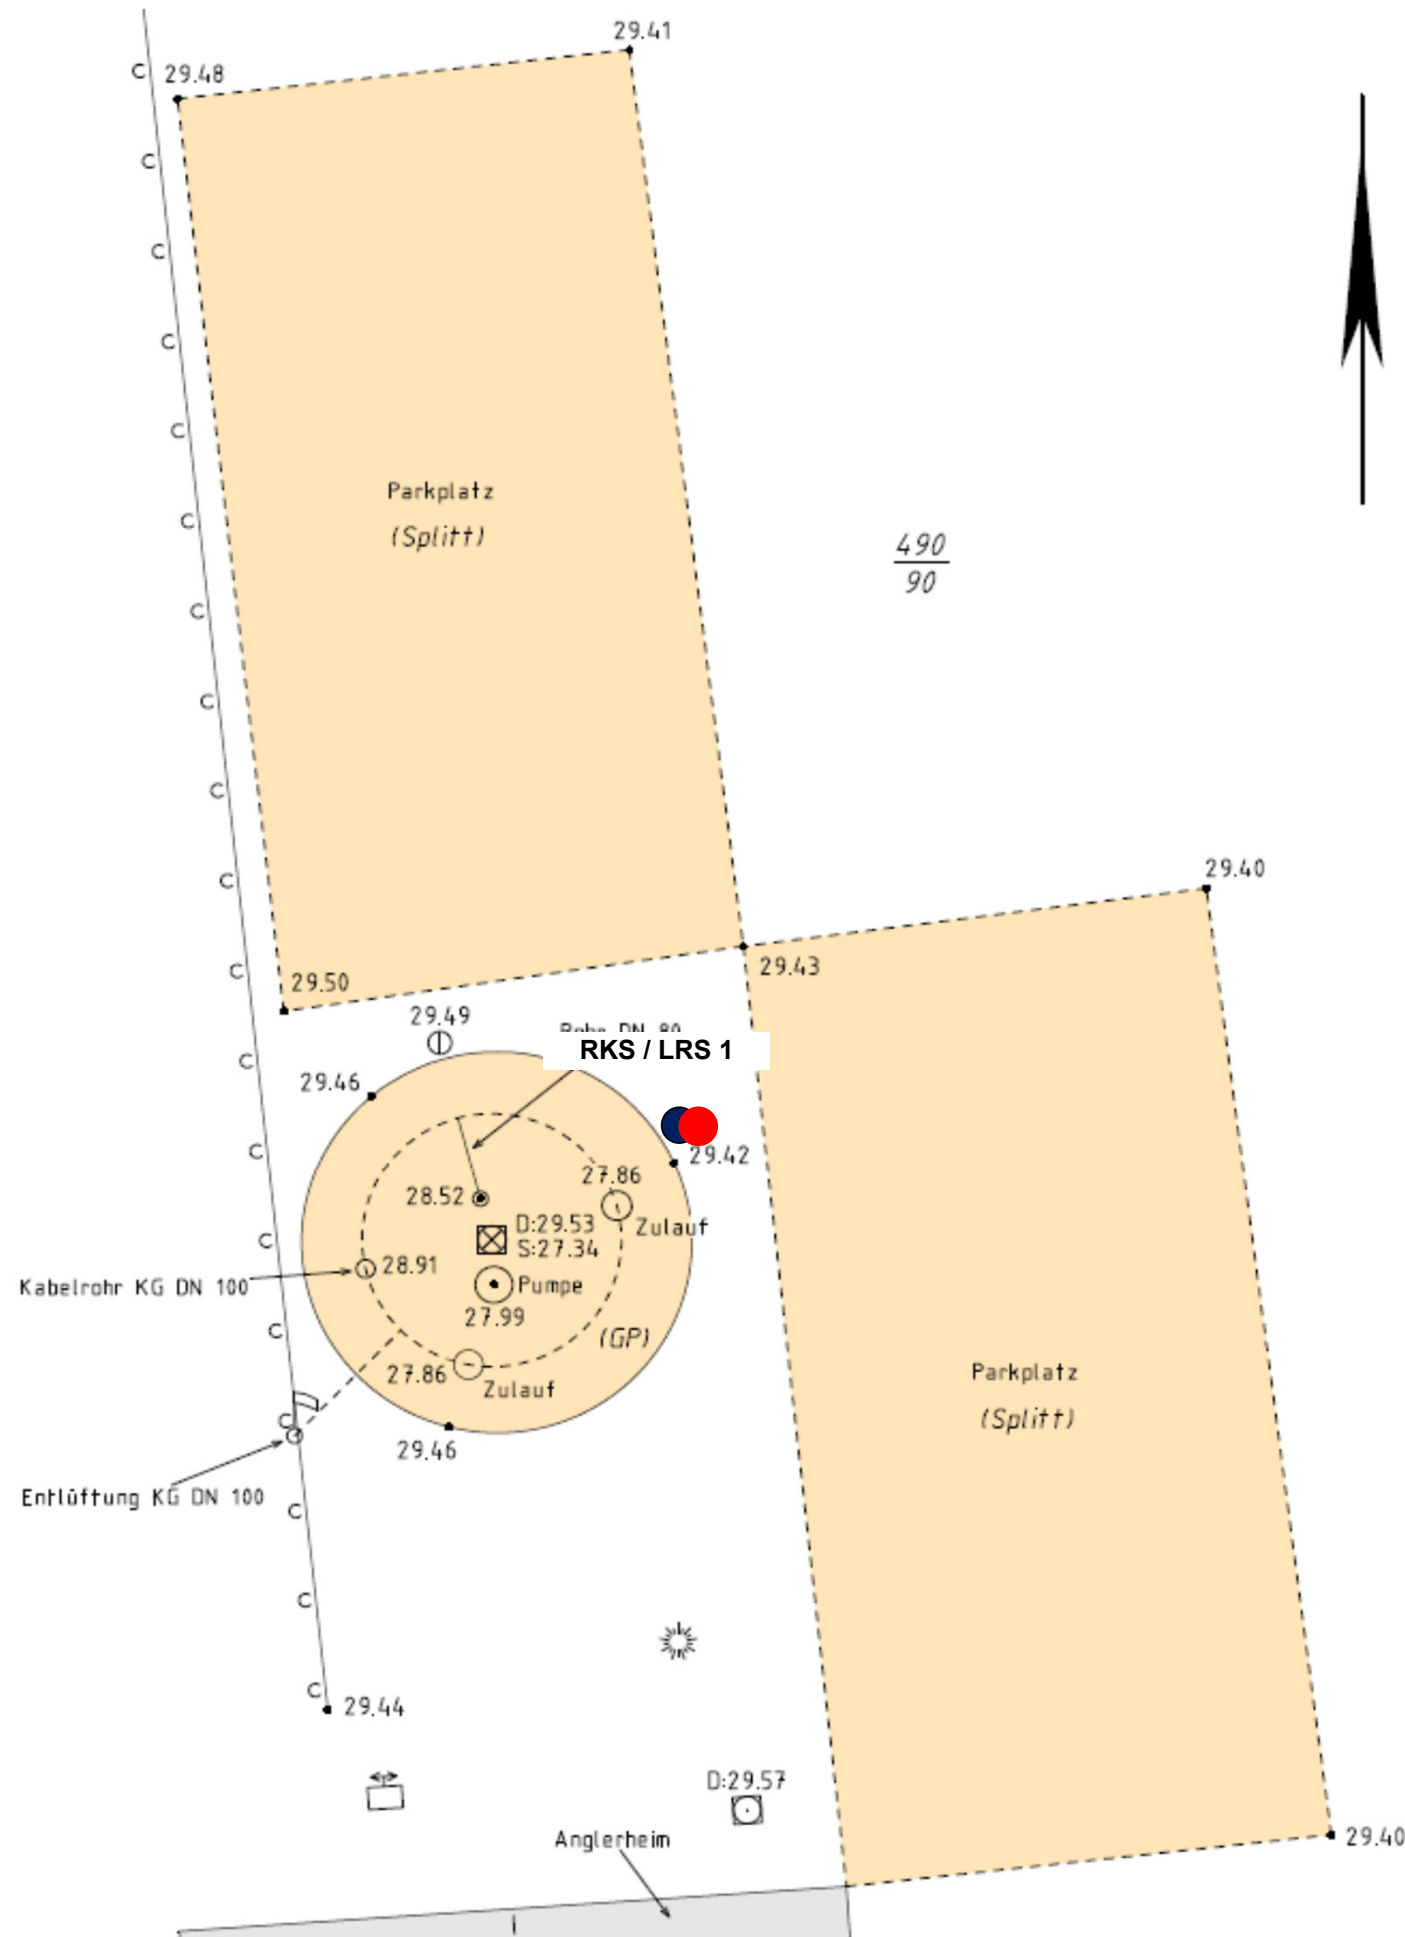 29.41
29.48
C
C
C
C
C
Parkplatz
(Splitt)
C
490
90
C
C
C
29.40
C
29.43
C
29.50
29.49
Rohr DN 80
RKS / LRS 1
C
29.46
C
29.42
27.86
28.52
D:29.53
Zulauf
C
S:27.34
28.91
Kabelrohr KG DN 100
Pumpe
27.99
C
(GP)
27.86
Zulauf
Parkplatz
(Splitt)
C
29.46
Entlüftung KG DN 100
C
C
C
29.44
D:29.57
Anglerheim
29.40